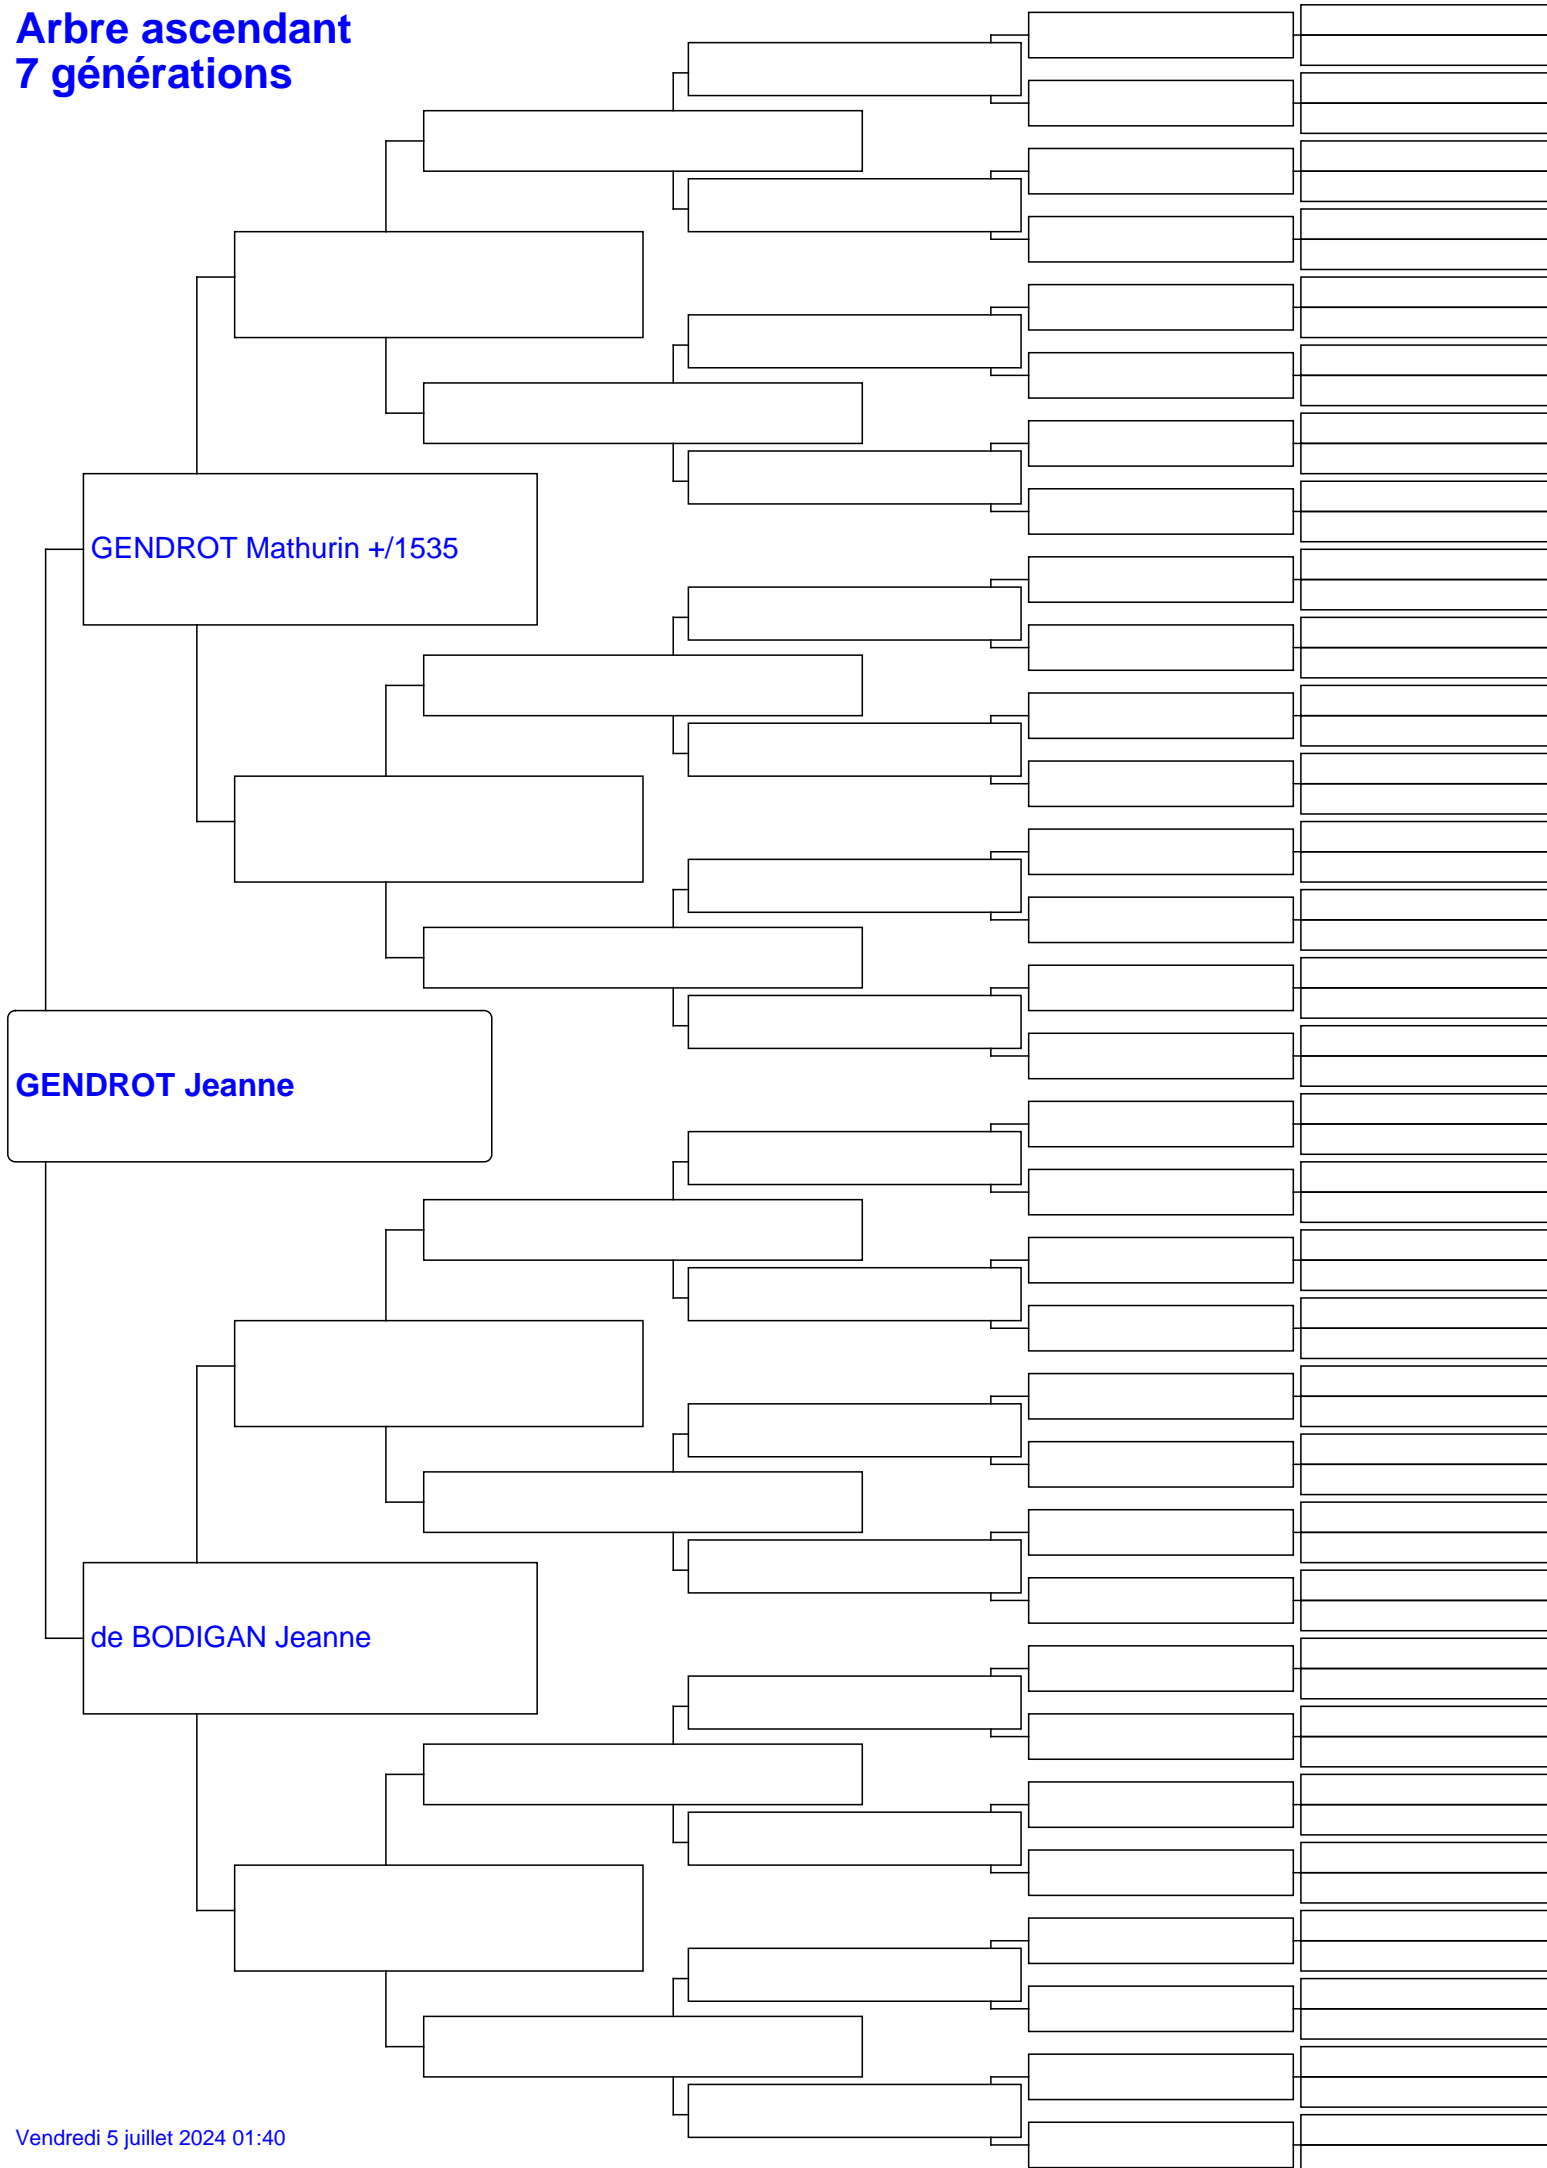 Arbre ascendant
7 générations
GENDROT Mathurin +/1535
GENDROT Jeanne
de BODIGAN Jeanne
Vendredi 5 juillet 2024 01:40